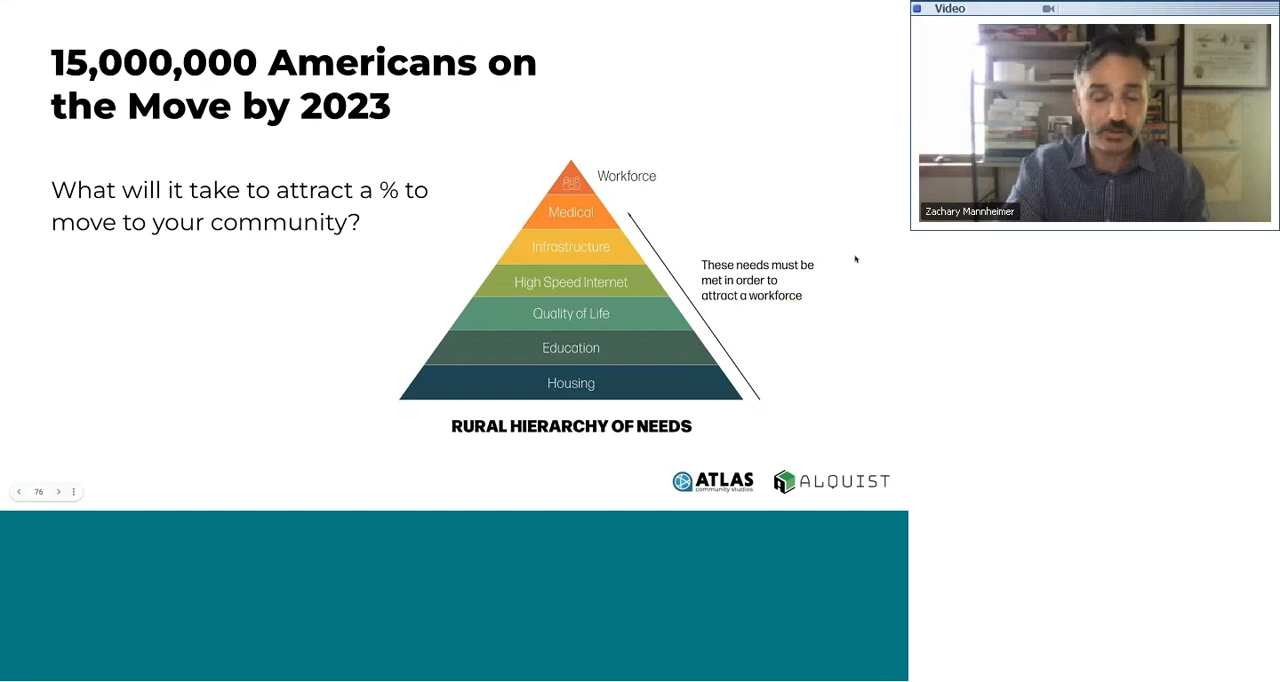 15,000,000 Americans on
the Move by 2023
What will it take to attract a % to
move to your community?
Workforce
Medical
Infrastructure
High Speed Internet
Quality of Life
Education
Housing
These needs must be
met in order to
attract a workforce
RURAL HIERARCHY OF NEEDS
ATLAS
community studios
ALQUIST
76
Video
Zachary Mannheimer